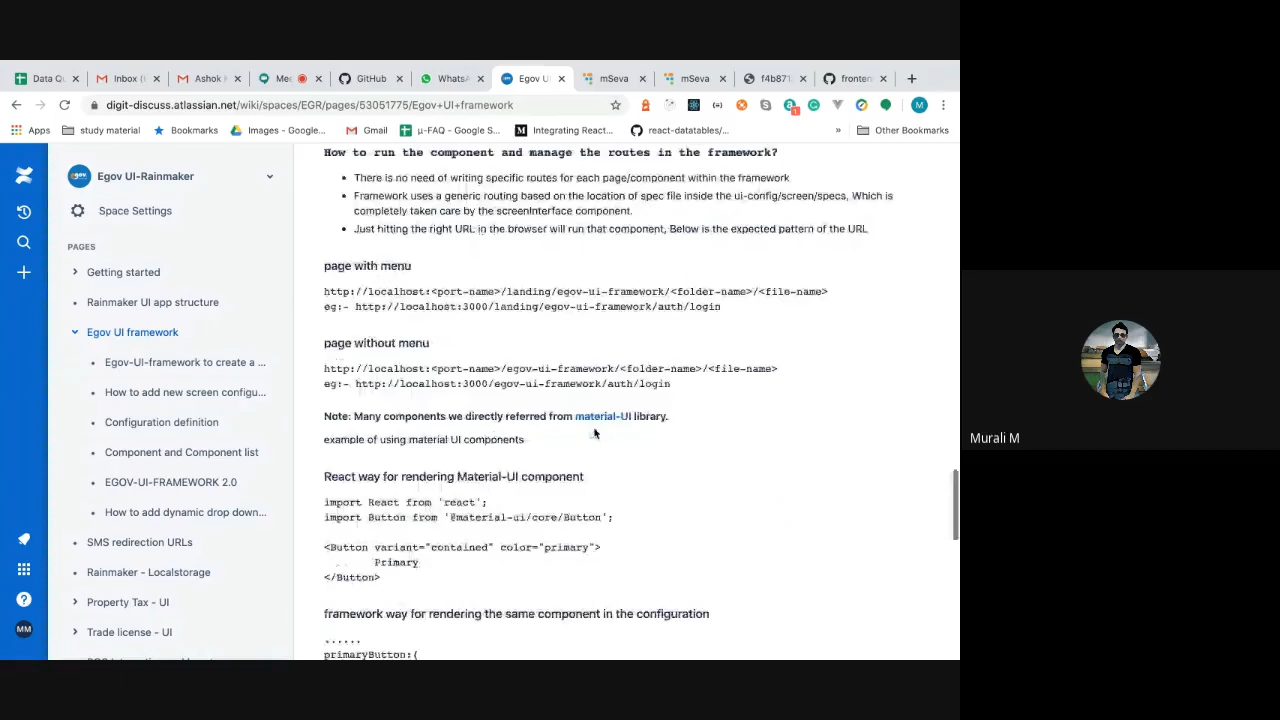 Data Qu
Inbox (
Ashok
Mee
GitHub
WhatsA
Egov UI
mSeva
mSeva
f4b871
fronten
digit-discuss.atlassian.net/wiki/spaces/EGR/pages/53051775/Egov+UI+framework
M
Apps
study material
Bookmarks
Images - Google...
Gmail
µ-FAQ - Google S...
Integrating React...
react-datatables/...
»
Other Bookmarks
Egov UI-Rainmaker
Space Settings
PAGES
Getting started
Rainmaker UI app structure
Egov UI framework
Egov-UI-framework to create a ...
How to add new screen configu...
Configuration definition
Component and Component list
EGOV-UI-FRAMEWORK 2.0
How to add dynamic drop down...
SMS redirection URLs
Rainmaker - Localstorage
Property Tax - UI
Trade license - UI
MM
How to run the component and manage the routes in the framework?
• There is no need of writing specific routes for each page/component within the framework
• Framework uses a generic routing based on the location of spec file inside the ui-config/screen/specs, Which is
completely taken care by the screenInterface component.
• Just hitting the right URL in the browser will run that component, Below is the expected pattern of the URL
page with menu
http://localhost:<port-name>/landing/egov-ui-framework/<folder-name>/<file-name>
eg:- http://localhost:3000/landing/egov-ui-framework/auth/login
page without menu
http://localhost:<port-name>/egov-ui-framework/<folder-name>/<file-name>
eg:- http://localhost:3000/egov-ui-framework/auth/login
Note: Many components we directly referred from material-UI library.
example of using material UI components
React way for rendering Material-UI component
import React from 'react';
import Button from '@material-ui/core/Button';
<Button variant="contained" color="primary">
Primary
</Button>
framework way for rendering the same component in the configuration
......
primaryButton:{
Murali M